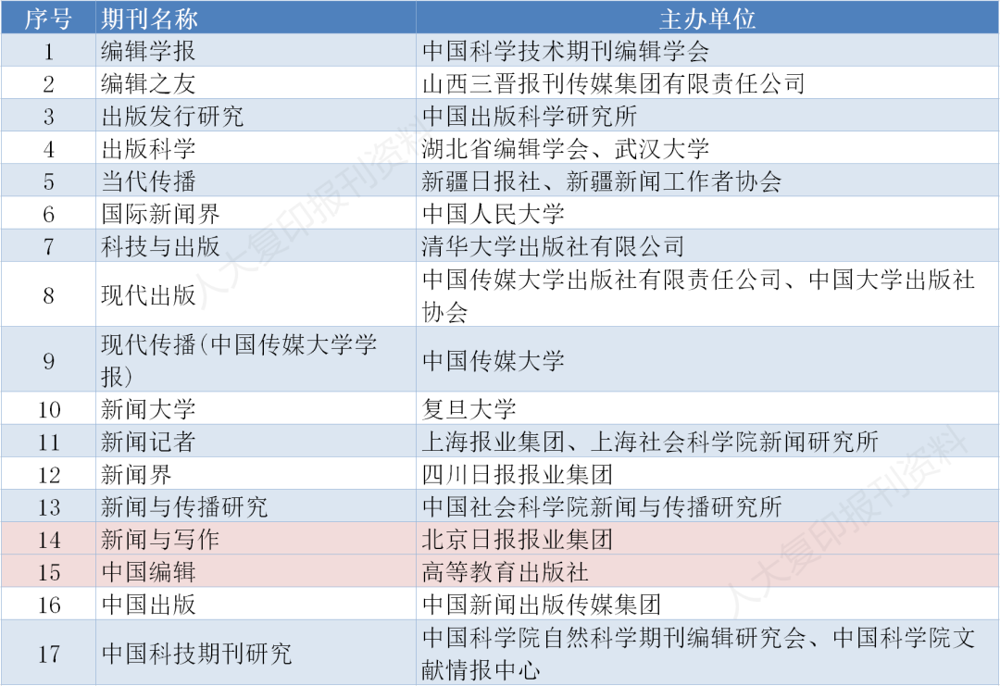 序号 期刊名称 主办单位
1 编辑学报 中国科学技术期刊编辑学会
2 编辑之友 山西三晋报刊传媒集团有限责任公司
3 出版发行研究 中国出版科学研究所
4 出版科学 湖北省编辑学会、武汉大学
5 当代传播 新疆日报社、新疆新闻工作者协会
6 国际新闻界 中国人民大学
7 科技与出版 清华大学出版社有限公司
8 现代出版 中国传媒大学出版社有限责任公司、中国大学出版社
协会
9 现代传播(中国传媒大学学
报) 中国传媒大学
10 新闻大学 复旦大学
11 新闻记者 上海报业集团、上海社会科学院新闻研究所
12 新闻界 四川日报报业集团
13 新闻与传播研究 中国社会科学院新闻与传播研究所
14 新闻与写作 北京日报报业集团
15 中国编辑 高等教育出版社
16 中国出版 中国新闻出版传媒集团
17 中国科技期刊研究 中国科学院自然科学期刊编辑研究会、中国科学院文
献情报中心
人大复印报刊资料
人大复印报刊资料